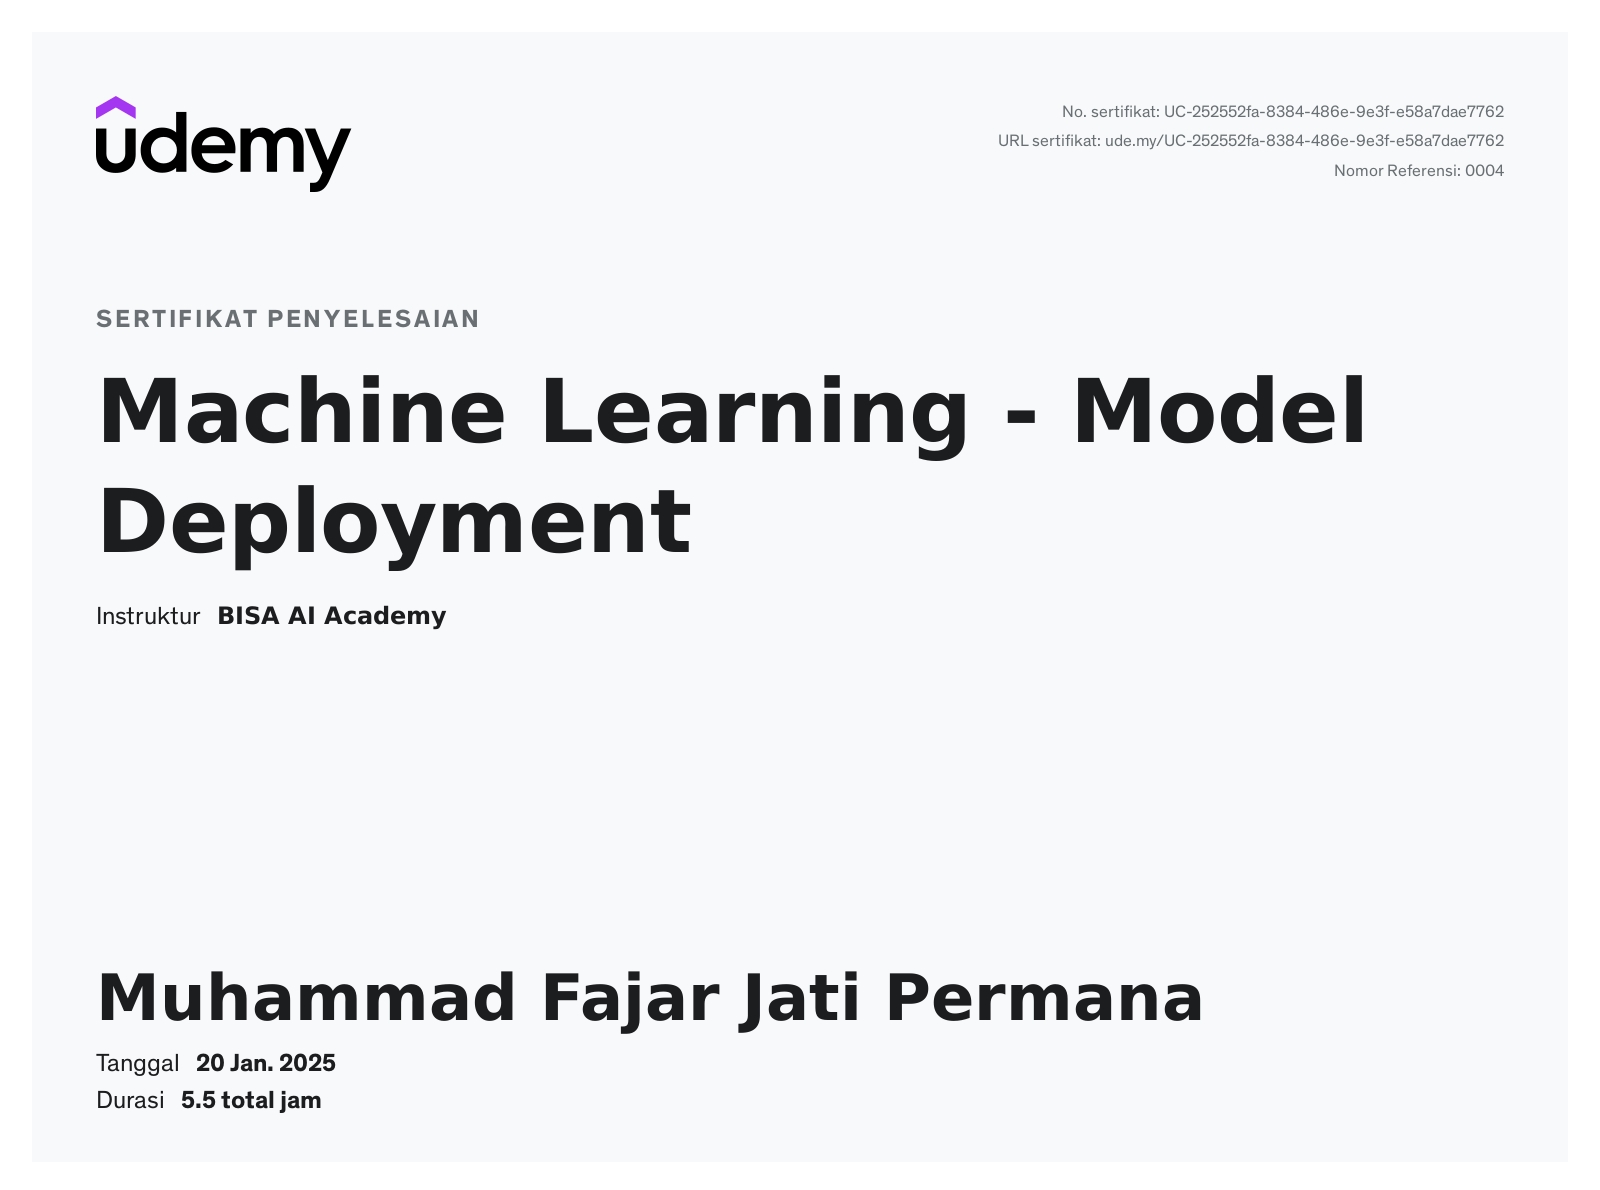 udemy
No. sertifikat: UC-252552fa-8384-486e-9e3f-e58a7dae7762
URL sertifikat: ude.my/UC-252552fa-8384-486e-9e3f-e58a7dae7762
Nomor Referensi: 0004
SERTIFIKAT PENYELESAIAN
Machine Learning - Model
Deployment
Instruktur BISA AI Academy
Muhammad Fajar Jati Permana
Tanggal 20 Jan. 2025
Durasi 5.5 total jam